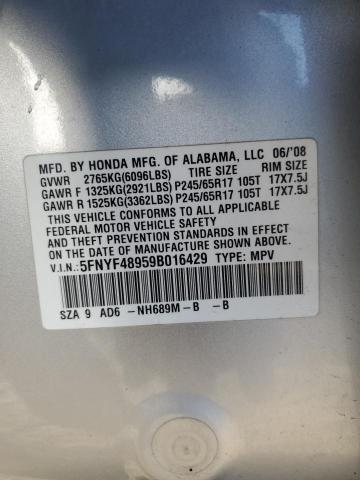 MFD. BY HONDA MFG. OF ALABAMA, LLC 06/'08
GVWR 2765KG(6096LBS) TIRE SIZE RIM SIZE
GAWR F 1325KG(2921LBS) P245/65R17 105T 17X7.5J
GAWR R 1525KG(3362LBS) P245/65R17 105T 17X7.5J
THIS VEHICLE CONFORMS TO ALL APPLICABLE
FEDERAL MOTOR VEHICLE SAFETY
STANDARDS IN EFFECT ON THE
DATE OF MANUFACTURE SHOWN ABOVE.
V.I.N.: 5FNYF48959B016429 TYPE: MPV
SZA 9 AD6 -NH689M -B -B